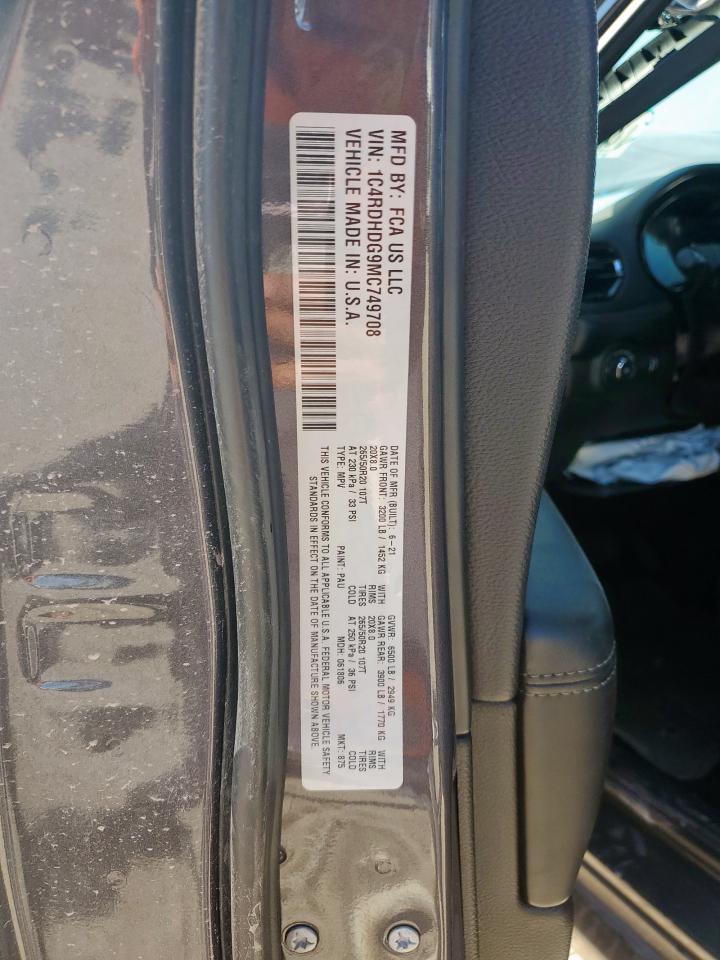 MFD BY: FCA US LLC
VIN: 1C4RDHDG9MC749708
VEHICLE MADE IN: U.S.A.
DATE OF MFR (BUILT): 6-21 GVWR: 6500 LB / 2949 KG
GAWR FRONT: 3200 LB / 1452 KG WITH GAWR REAR: 3900 LB / 1770 KG WITH
20X8.0 RIMS 20X8.0 RIMS
265/50R20 107T TIRES 265/50R20 107T TIRES
AT 230 kPa / 33 PSI COLD AT 250 kPa / 36 PSI COLD
TYPE: MPV PAINT: PAU MDH: 061806 MKT: 875
THIS VEHICLE CONFORMS TO ALL APPLICABLE U.S.A. FEDERAL MOTOR VEHICLE SAFETY
STANDARDS IN EFFECT ON THE DATE OF MANUFACTURE SHOWN ABOVE.